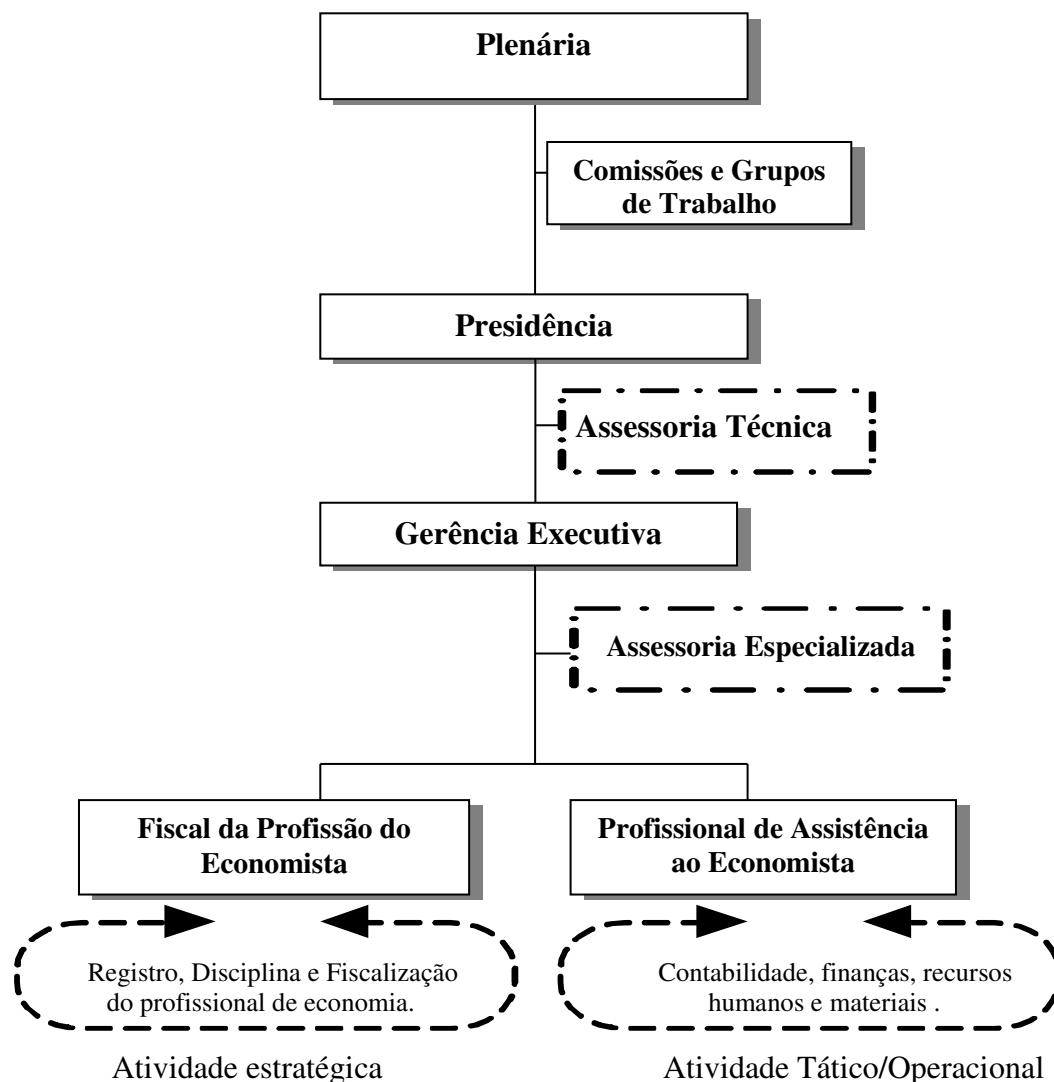 Plenária
Comissões e Grupos
de Trabalho
Presidência
Assessoria Técnica
Gerência Executiva
Assessoria Especializada
Fiscal da Profissão do
Economista
Profissional de Assistência
ao Economista
Registro, Disciplina e Fiscalização
do profissional de economia.
Contabilidade, finanças, recursos
humanos e materiais .
Atividade estratégica
Atividade Tático/Operacional